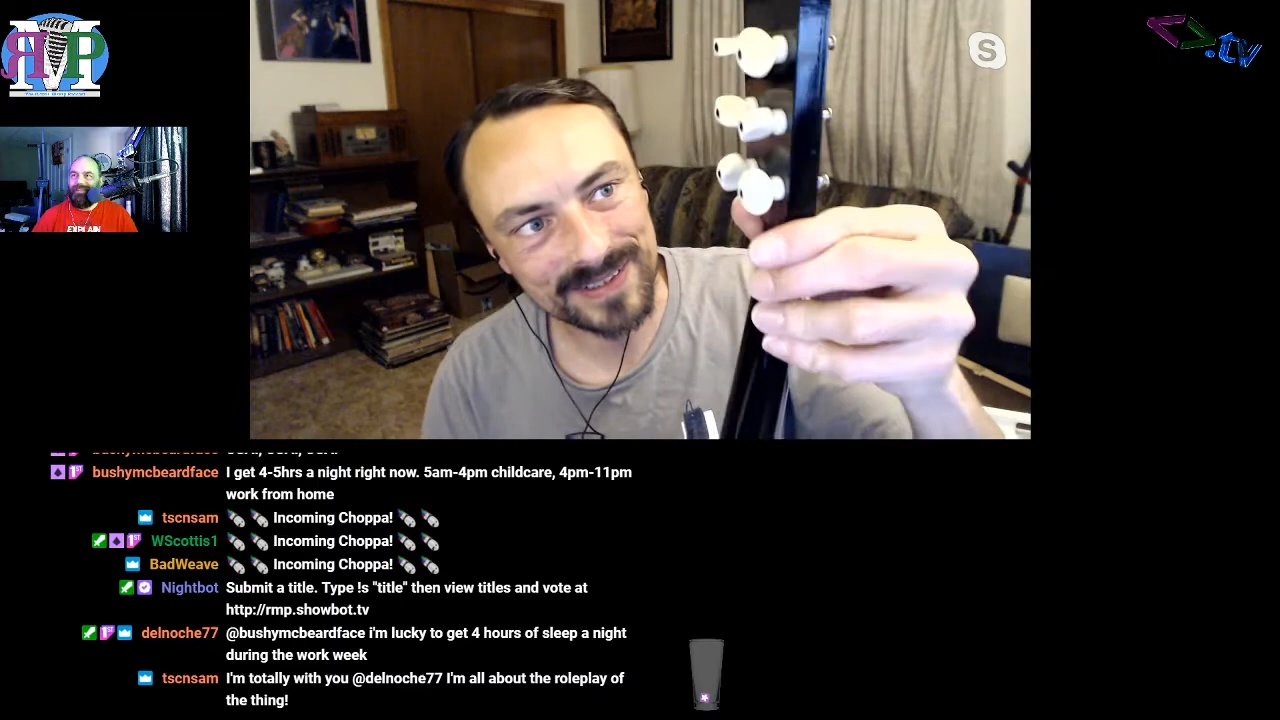 RMP
.tv
S
EXPLAIN
bushymcbeardface I get 4-5hrs a night right now. 5am-4pm childcare, 4pm-11pm
work from home
tscnsam Incoming Choppa!
WScottis1 Incoming Choppa!
BadWeave Incoming Choppa!
Nightbot Submit a title. Type !s "title" then view titles and vote at
http://rmp.showbot.tv
delnoche77 @bushymcbeardface i'm lucky to get 4 hours of sleep a night
during the work week
tscnsam I'm totally with you @delnoche77 I'm all about the roleplay of
the thing!